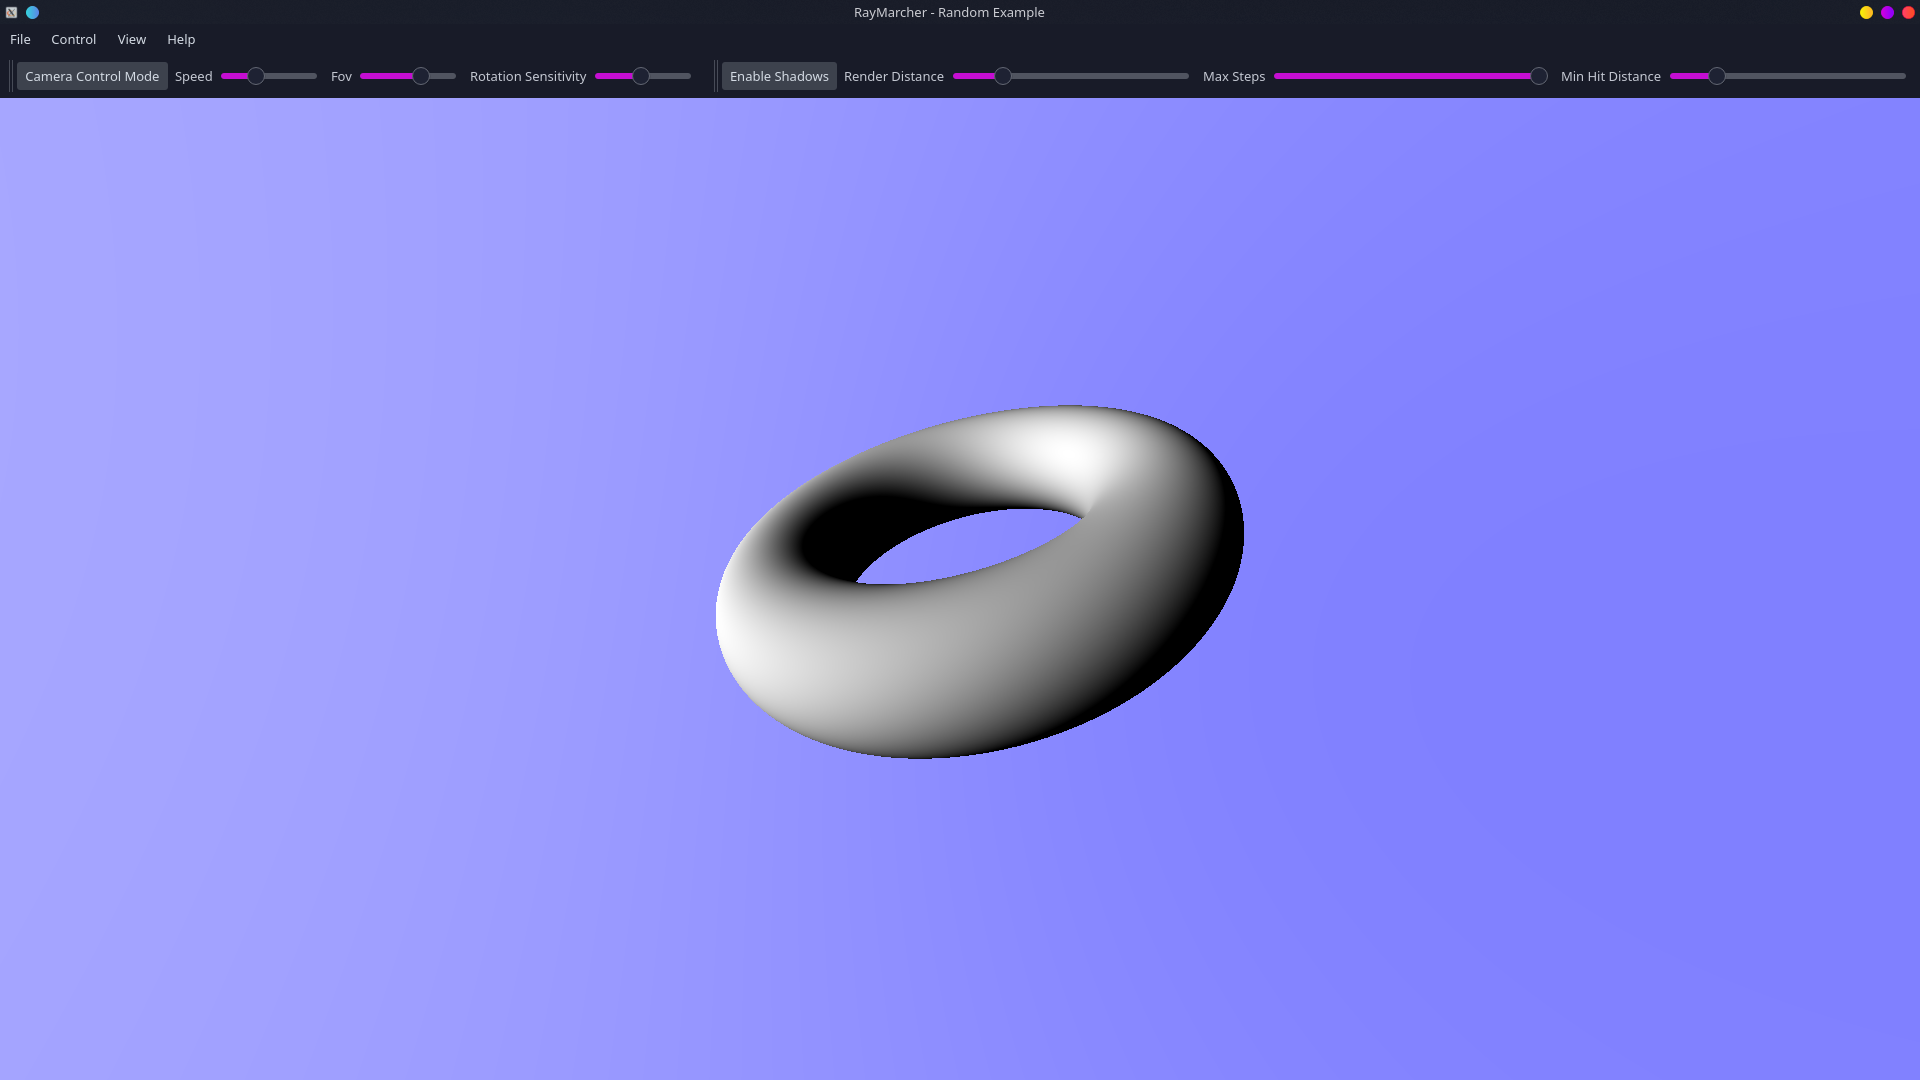 RayMarcher - Random Example
File Control View Help
Camera Control Mode Speed Fov Rotation Sensitivity Enable Shadows Render Distance Max Steps Min Hit Distance